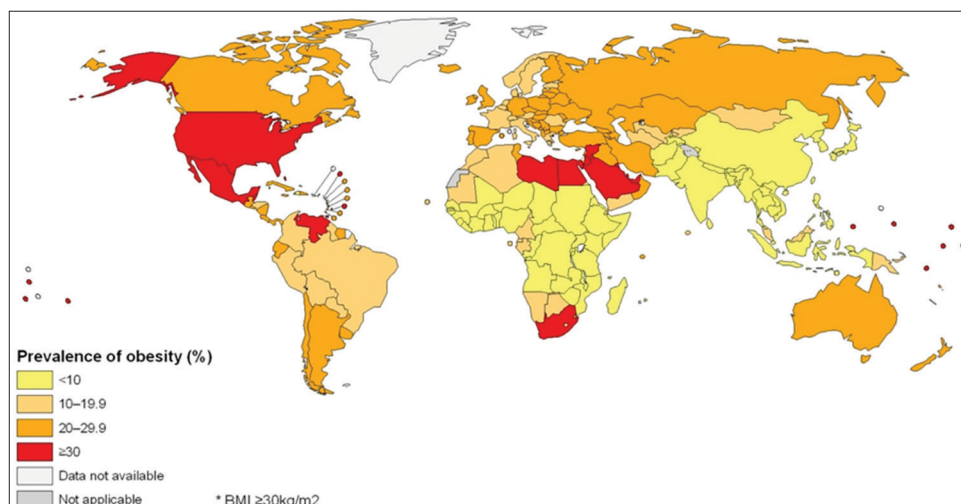 Prevalence of obesity (%)
<10
10–19.9
20–29.9
≥30
Data not available
Not applicable
* BMI ≥30kg/m2